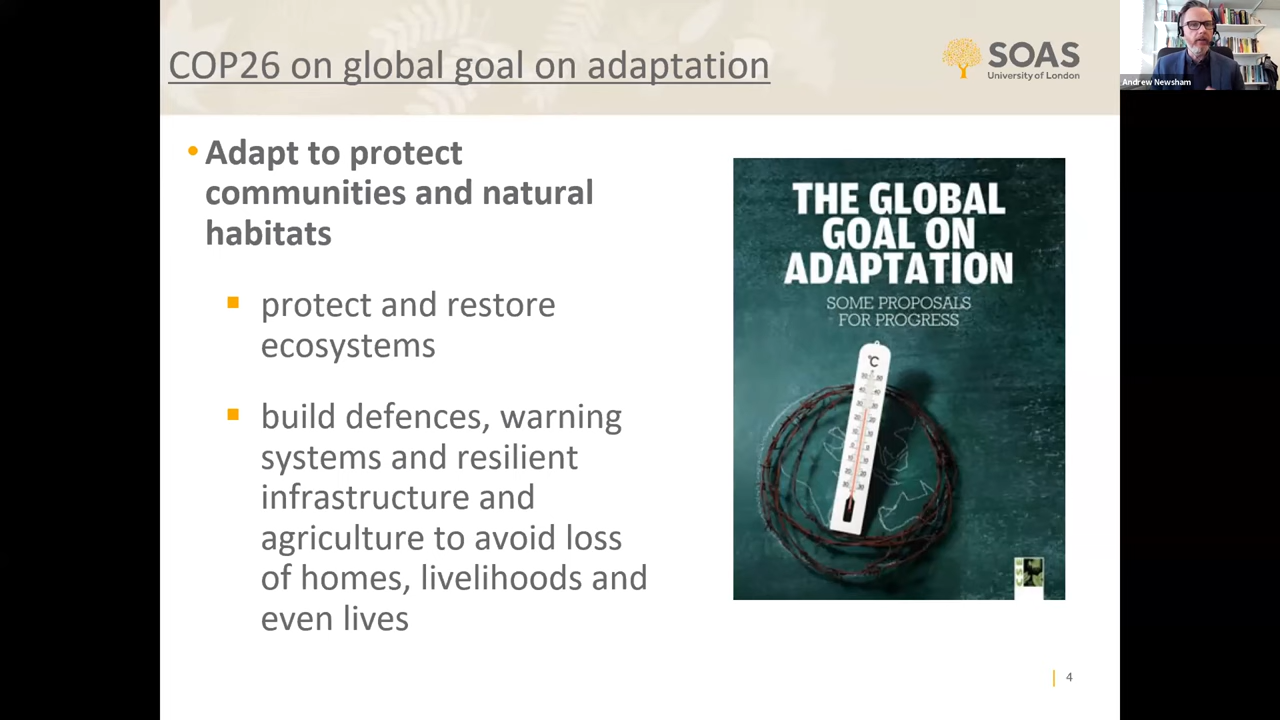 COP26 on global goal on adaptation
SOAS
University of London
Andrew Newsham
• Adapt to protect
communities and natural
habitats
▪ protect and restore
ecosystems
▪ build defences, warning
systems and resilient
infrastructure and
agriculture to avoid loss
of homes, livelihoods and
even lives
THE GLOBAL
GOAL ON
ADAPTATION
SOME PROPOSALS
FOR PROGRESS
°C
4